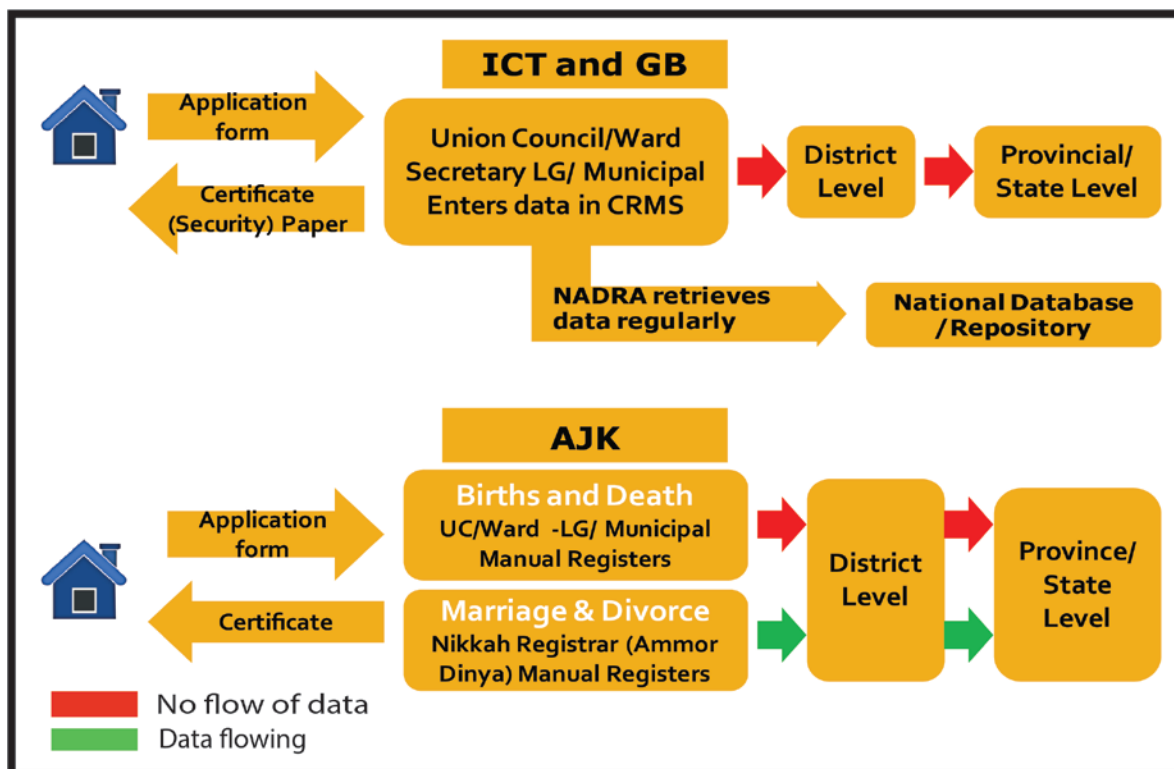 ICT and GB
Application
form
Certificate
(Security) Paper
Union Council/Ward
Secretary LG/ Municipal
Enters data in CRMS
District
Level
Provincial/
State Level
NADRA retrieves
data regularly
National Database
/Repository
AJK
Application
form
Certificate
Births and Death
UC/Ward -LG/ Municipal
Manual Registers
Marriage & Divorce
Nikkah Registrar (Ammor
Dinya) Manual Registers
District
Level
Province/
State
Level
No flow of data
Data flowing